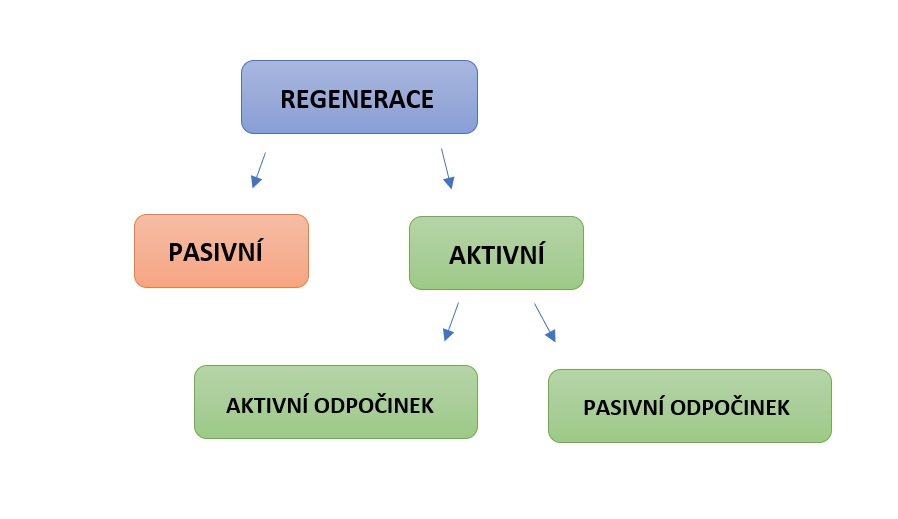 REGENERACE
PASIVNÍ
AKTIVNÍ
AKTIVNÍ ODPOČINEK
PASIVNÍ ODPOČINEK